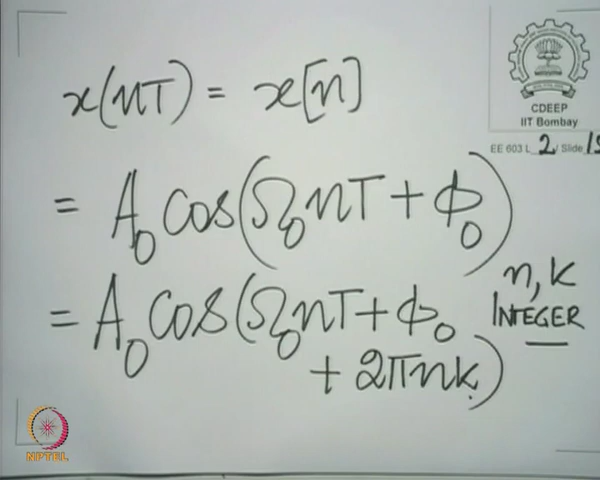 x(nT) = x[n]
= A₀ cos(Ω₀nT + Φ₀)
= A₀ cos(Ω₀nT + Φ₀
+ 2πnk)
n, k
INTEGER
CDEEP
IIT Bombay
EE 603 L 2 / Slide 15
NPTEL